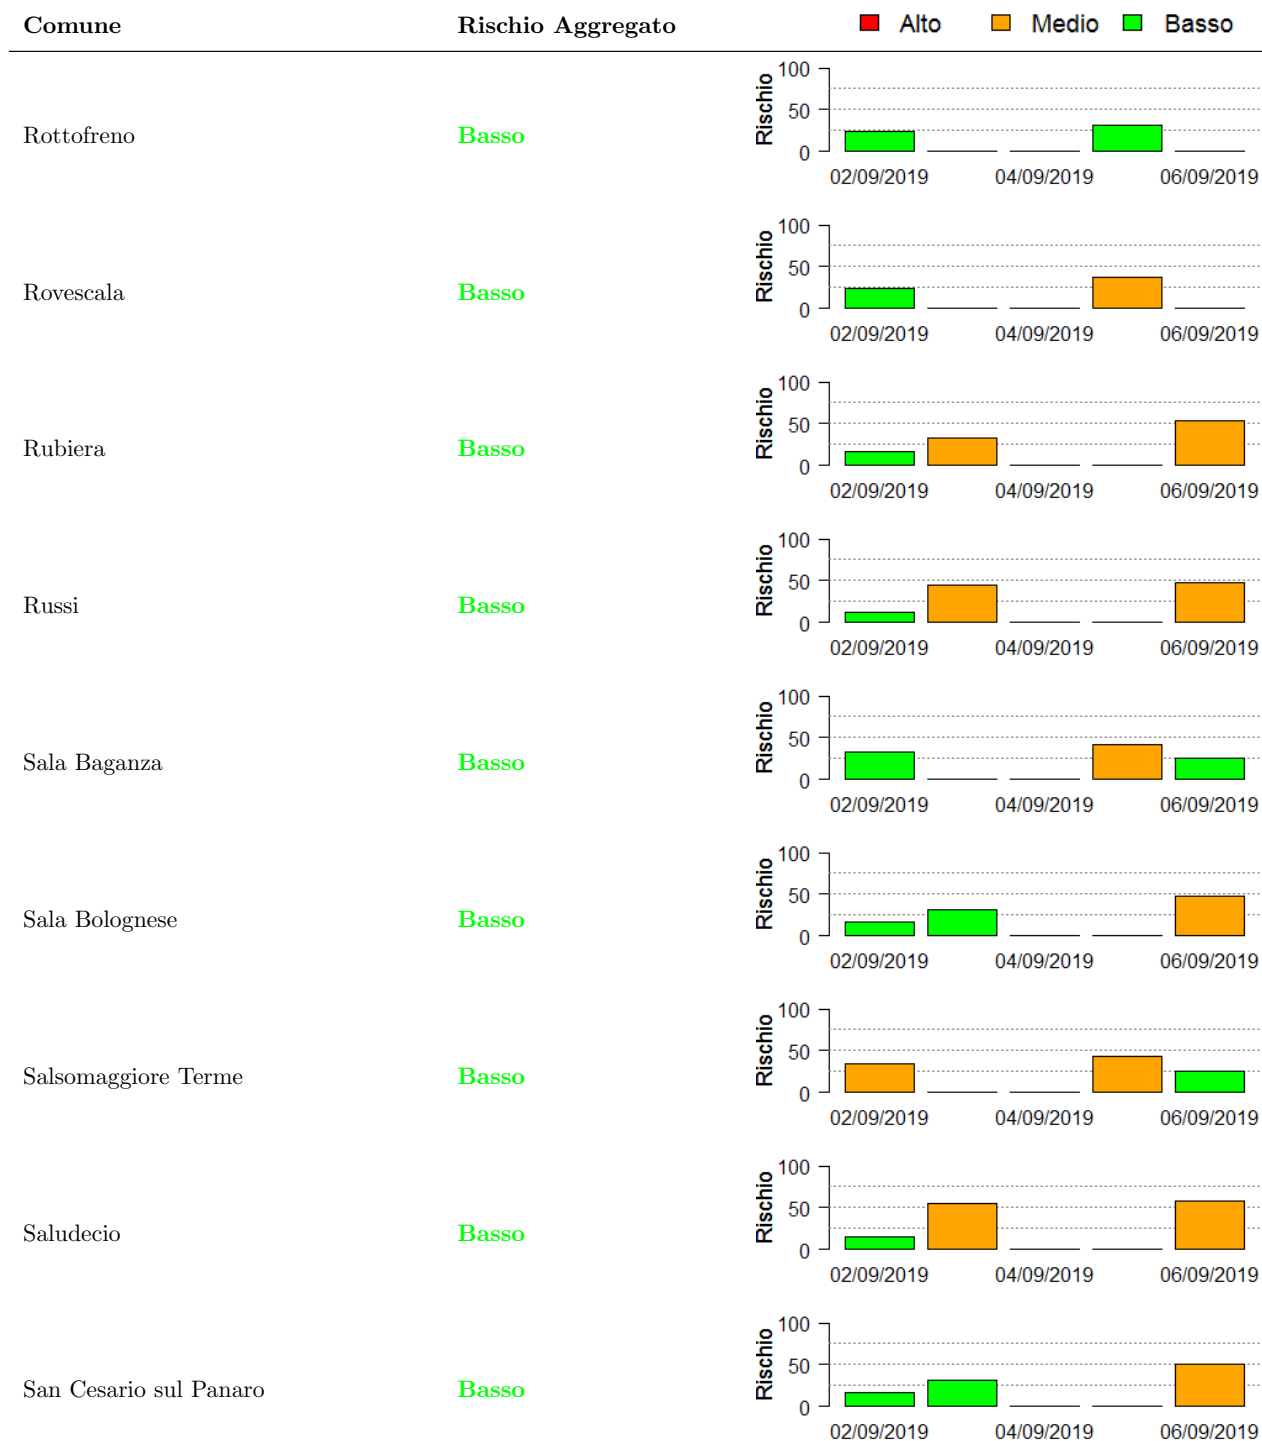 Comune Rischio Aggregato Alto Medio Basso
Rottofreno Basso
Rischio
100
50
0
02/09/2019 04/09/2019 06/09/2019
Rovescala Basso
Rischio
100
50
0
02/09/2019 04/09/2019 06/09/2019
Rubiera Basso
Rischio
100
50
0
02/09/2019 04/09/2019 06/09/2019
Russi Basso
Rischio
100
50
0
02/09/2019 04/09/2019 06/09/2019
Sala Baganza Basso
Rischio
100
50
0
02/09/2019 04/09/2019 06/09/2019
Sala Bolognese Basso
Rischio
100
50
0
02/09/2019 04/09/2019 06/09/2019
Salsomaggiore Terme Basso
Rischio
100
50
0
02/09/2019 04/09/2019 06/09/2019
Saludecio Basso
Rischio
100
50
0
02/09/2019 04/09/2019 06/09/2019
San Cesario sul Panaro Basso
Rischio
100
50
0
02/09/2019 04/09/2019 06/09/2019